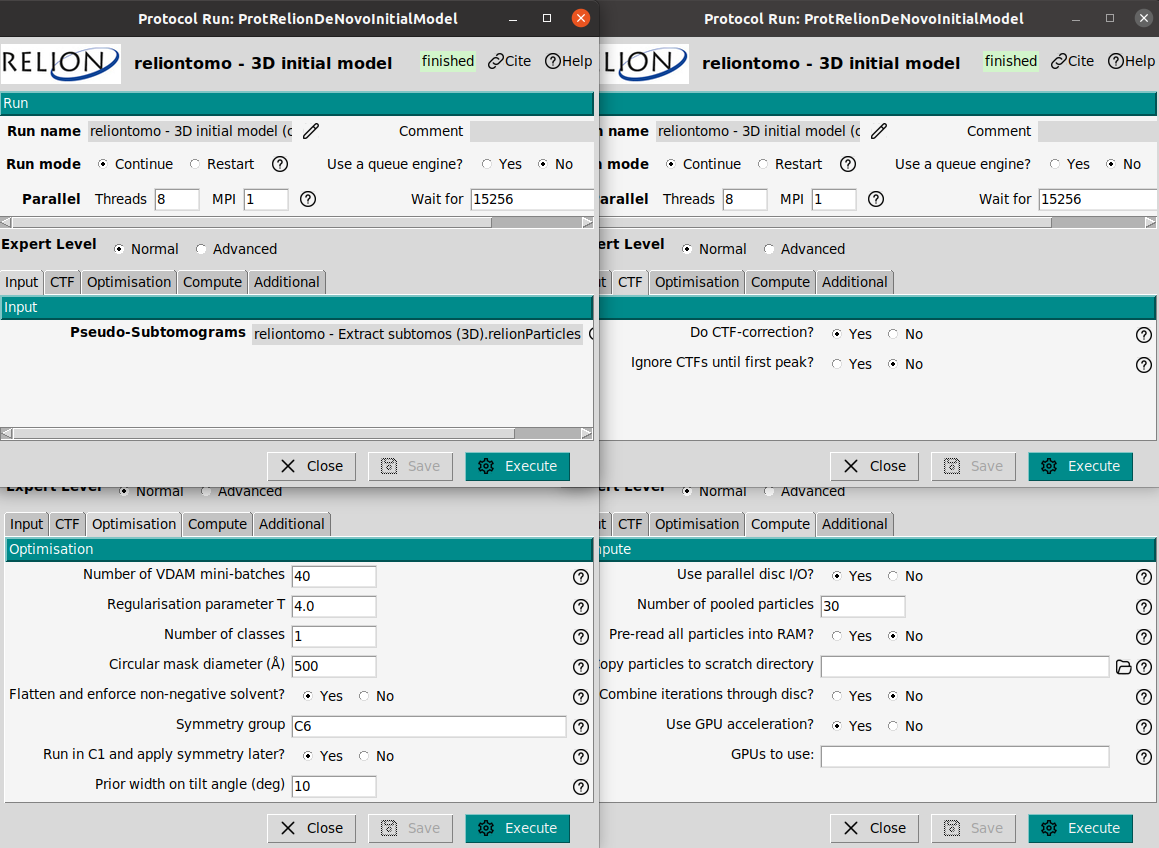 Protocol Run: ProtRelionDeNovoInitialModel
RELION reliontomo - 3D initial model finished Cite Help
Run
Run name reliontomo - 3D initial model (c Comment
Run mode Continue Restart Use a queue engine? Yes No
Parallel Threads 8 MPI 1 Wait for 15256
Expert Level Normal Advanced
Input CTF Optimisation Compute Additional
Input
Pseudo-Subtomograms reliontomo - Extract subtomos (3D).relionParticles
Close Save Execute
Protocol Run: ProtRelionDeNovoInitialModel
LION reliontomo - 3D initial model finished Cite Help
n name reliontomo - 3D initial model (c Comment
n mode Continue Restart Use a queue engine? Yes No
arallel Threads 8 MPI 1 Wait for 15256
ert Level Normal Advanced
ut CTF Optimisation Compute Additional
Do CTF-correction? Yes No
Ignore CTFs until first peak? Yes No
Close Save Execute
Expert Level Normal Advanced
Input CTF Optimisation Compute Additional
Optimisation
Number of VDAM mini-batches 40
Regularisation parameter T 4.0
Number of classes 1
Circular mask diameter (Å) 500
Flatten and enforce non-negative solvent? Yes No
Symmetry group C6
Run in C1 and apply symmetry later? Yes No
Prior width on tilt angle (deg) 10
Close Save Execute
ert Level Normal Advanced
ut CTF Optimisation Compute Additional
mpute
Use parallel disc I/O? Yes No
Number of pooled particles 30
Pre-read all particles into RAM? Yes No
opy particles to scratch directory
Combine iterations through disc? Yes No
Use GPU acceleration? Yes No
GPUs to use:
Close Save Execute